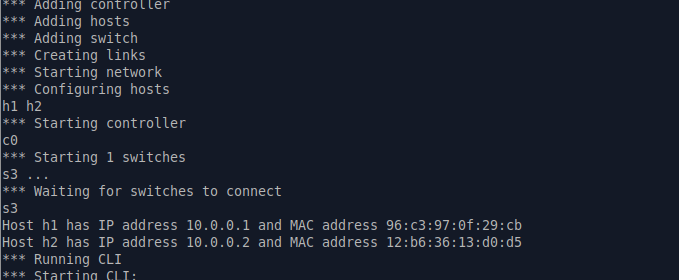 *** Adding controller
*** Adding hosts
*** Adding switch
*** Creating links
*** Starting network
*** Configuring hosts
h1 h2
*** Starting controller
c0
*** Starting 1 switches
s3 ...
*** Waiting for switches to connect
s3
Host h1 has IP address 10.0.0.1 and MAC address 96:c3:97:0f:29:cb
Host h2 has IP address 10.0.0.2 and MAC address 12:b6:36:13:d0:d5
*** Running CLI
*** Starting CLI: